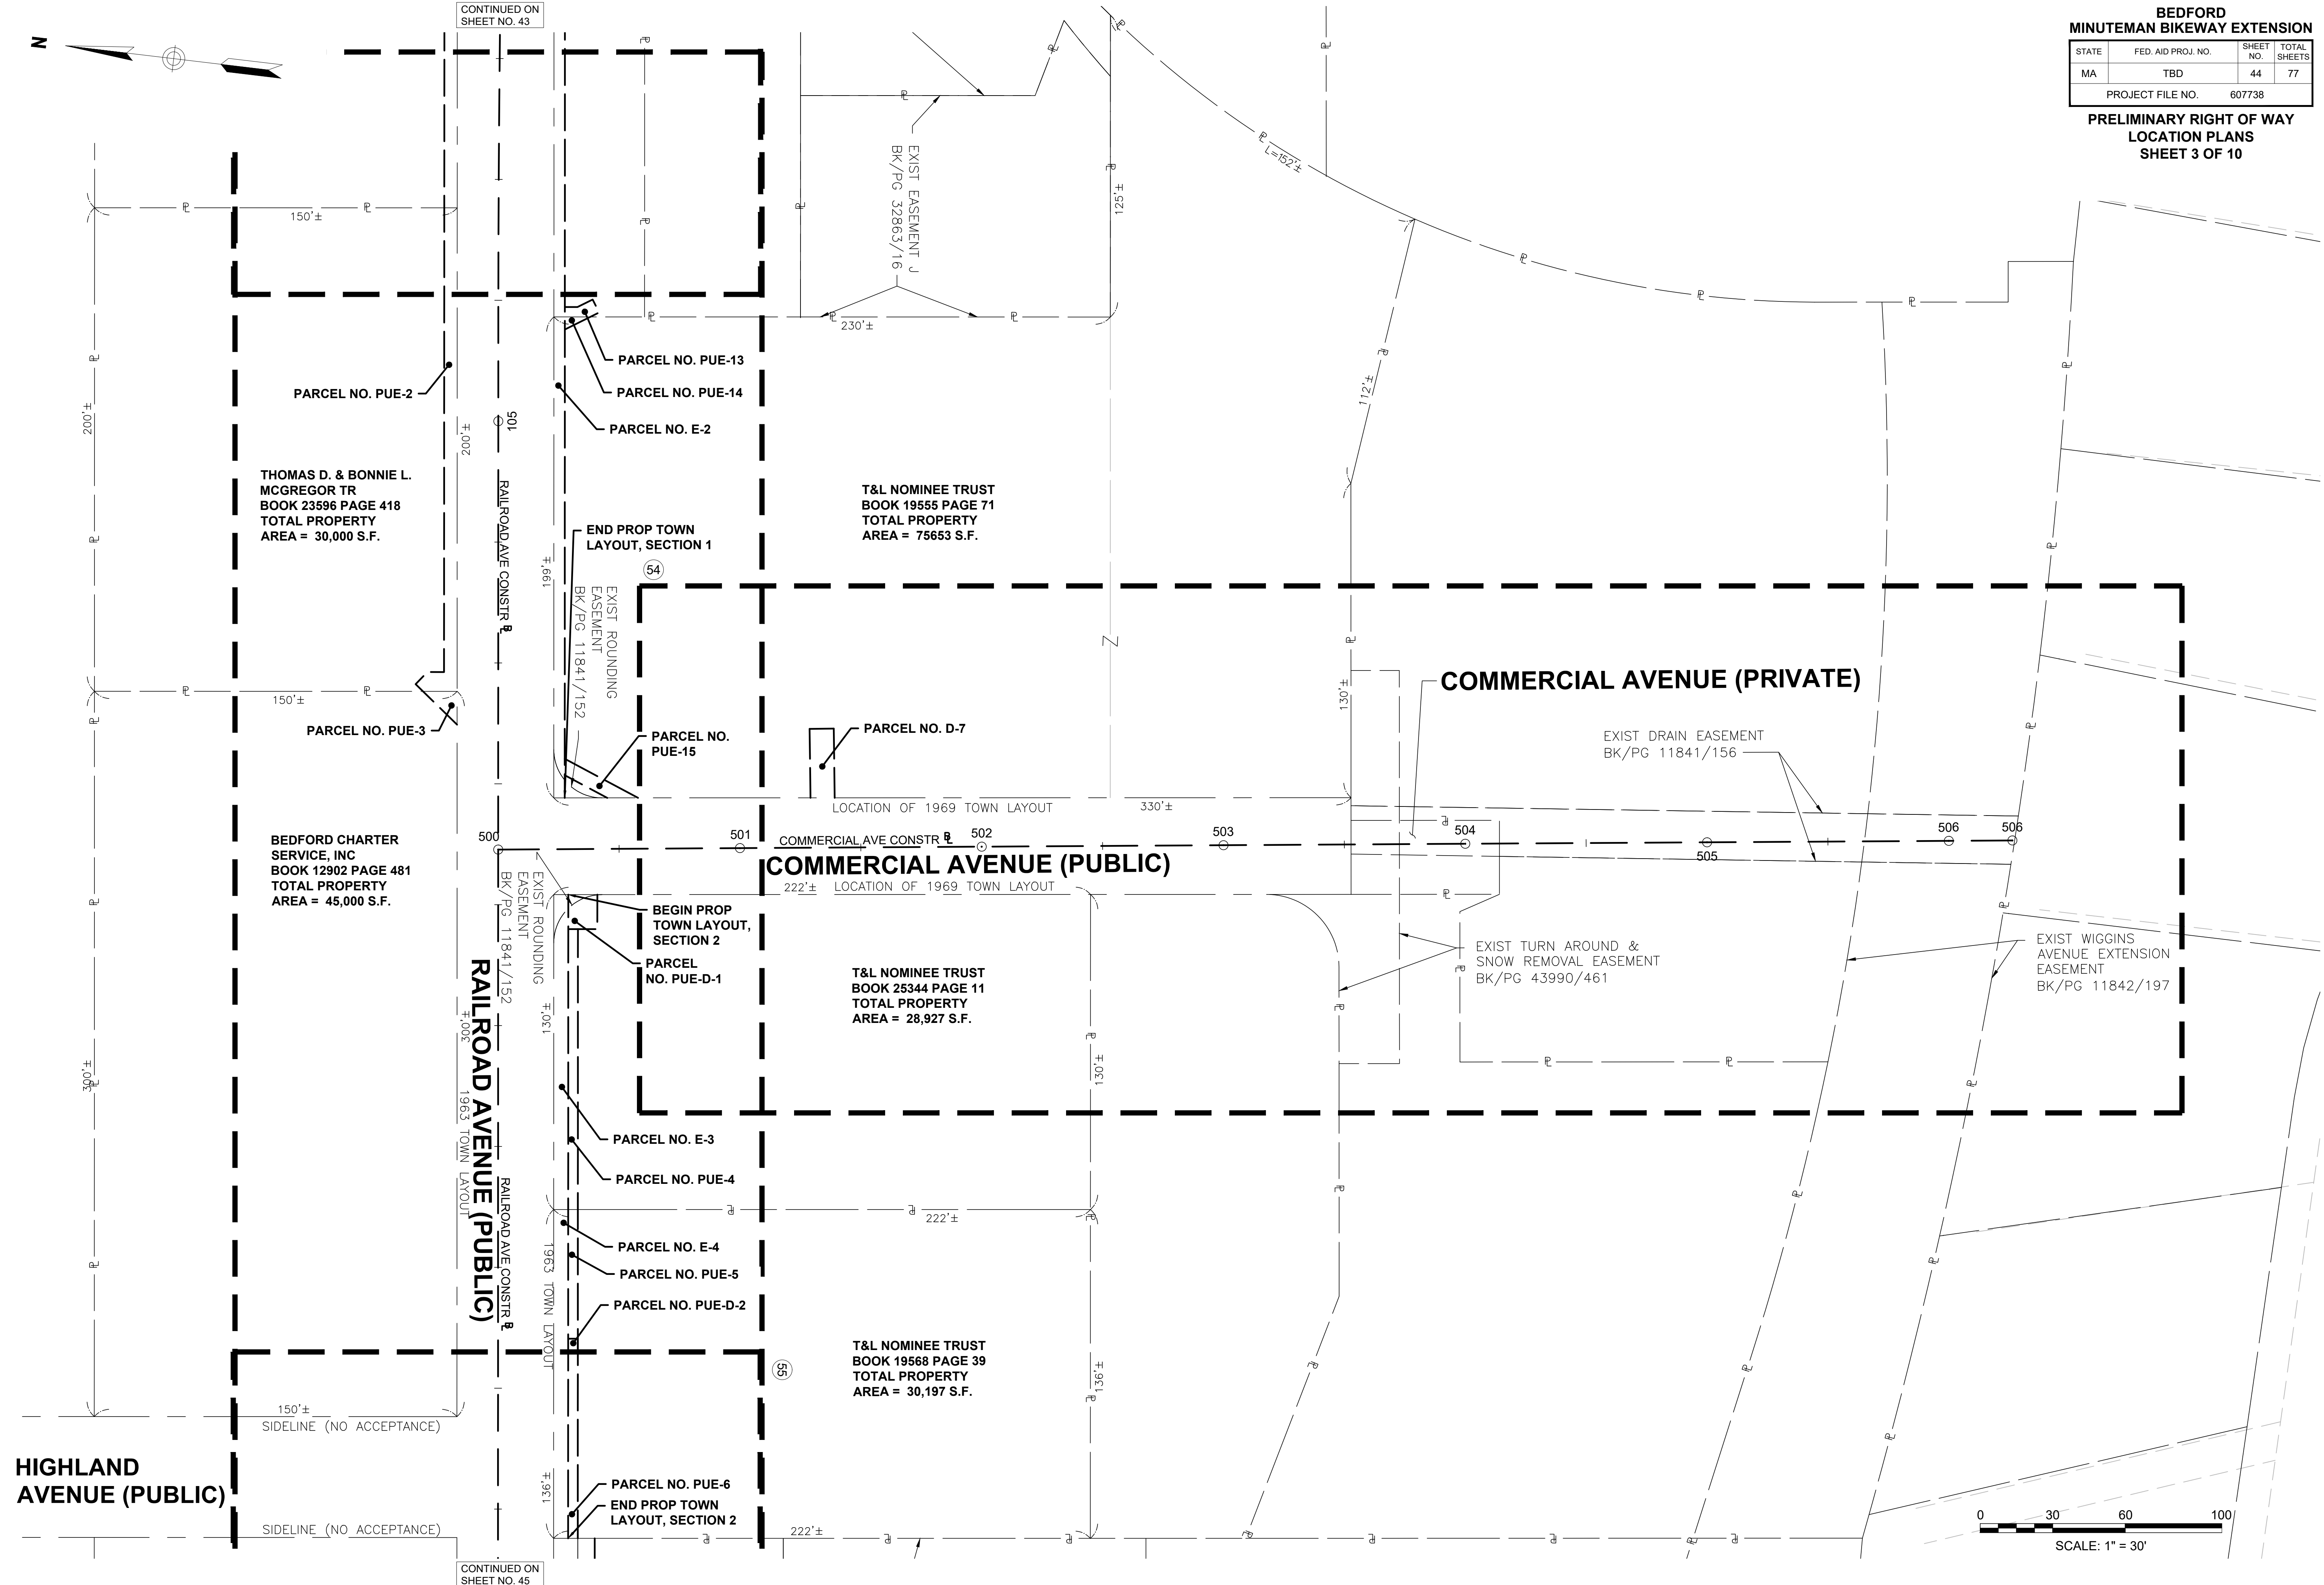 CONTINUED ON
SHEET NO. 43
N
BEDFORD
MINUTEMAN BIKEWAY EXTENSION
STATE
FED. AID PROJ. NO.
SHEET
NO.
TOTAL
SHEETS
MA
TBD
44
77
PROJECT FILE NO. 607738
PRELIMINARY RIGHT OF WAY
LOCATION PLANS
SHEET 3 OF 10
150'±
EXIST EASEMENT J
BK/PG 32863/16
125'±
L=152'±
230'±
PARCEL NO. PUE-13
PARCEL NO. PUE-14
PARCEL NO. E-2
PARCEL NO. PUE-2
200'±
200'±
105
112'±
THOMAS D. & BONNIE L.
MCGREGOR TR
BOOK 23596 PAGE 418
TOTAL PROPERTY
AREA = 30,000 S.F.
RAILROAD AVE CONSTR
T&L NOMINEE TRUST
BOOK 19555 PAGE 71
TOTAL PROPERTY
AREA = 75653 S.F.
END PROP TOWN
LAYOUT, SECTION 1
199'±
54
EXIST ROUNDING
EASEMENT
BK/PG 11841/152
150'±
PARCEL NO. PUE-3
PARCEL NO.
PUE-15
PARCEL NO. D-7
Z
130'±
COMMERCIAL AVENUE (PRIVATE)
EXIST DRAIN EASEMENT
BK/PG 11841/156
LOCATION OF 1969 TOWN LAYOUT
330'±
500
501
COMMERCIAL AVE CONSTR
502
503
504
505
506
506
COMMERCIAL AVENUE (PUBLIC)
222'±
LOCATION OF 1969 TOWN LAYOUT
BEDFORD CHARTER
SERVICE, INC
BOOK 12902 PAGE 481
TOTAL PROPERTY
AREA = 45,000 S.F.
EXIST ROUNDING
EASEMENT
BK/PG 11841/152
BEGIN PROP
TOWN LAYOUT,
SECTION 2
PARCEL
NO. PUE-D-1
T&L NOMINEE TRUST
BOOK 25344 PAGE 11
TOTAL PROPERTY
AREA = 28,927 S.F.
EXIST TURN AROUND &
SNOW REMOVAL EASEMENT
BK/PG 43990/461
EXIST WIGGINS
AVENUE EXTENSION
EASEMENT
BK/PG 11842/197
300'±
300'±
130'±
130'±
RAILROAD AVENUE (PUBLIC)
1963 TOWN LAYOUT
RAILROAD AVE CONSTR
PARCEL NO. E-3
PARCEL NO. PUE-4
222'±
PARCEL NO. E-4
PARCEL NO. PUE-5
1963 TOWN LAYOUT
PARCEL NO. PUE-D-2
T&L NOMINEE TRUST
BOOK 19568 PAGE 39
TOTAL PROPERTY
AREA = 30,197 S.F.
55
136'±
150'±
SIDELINE (NO ACCEPTANCE)
HIGHLAND
AVENUE (PUBLIC)
136'±
PARCEL NO. PUE-6
END PROP TOWN
LAYOUT, SECTION 2
SIDELINE (NO ACCEPTANCE)
222'±
0 30 60 100
SCALE: 1" = 30'
CONTINUED ON
SHEET NO. 45